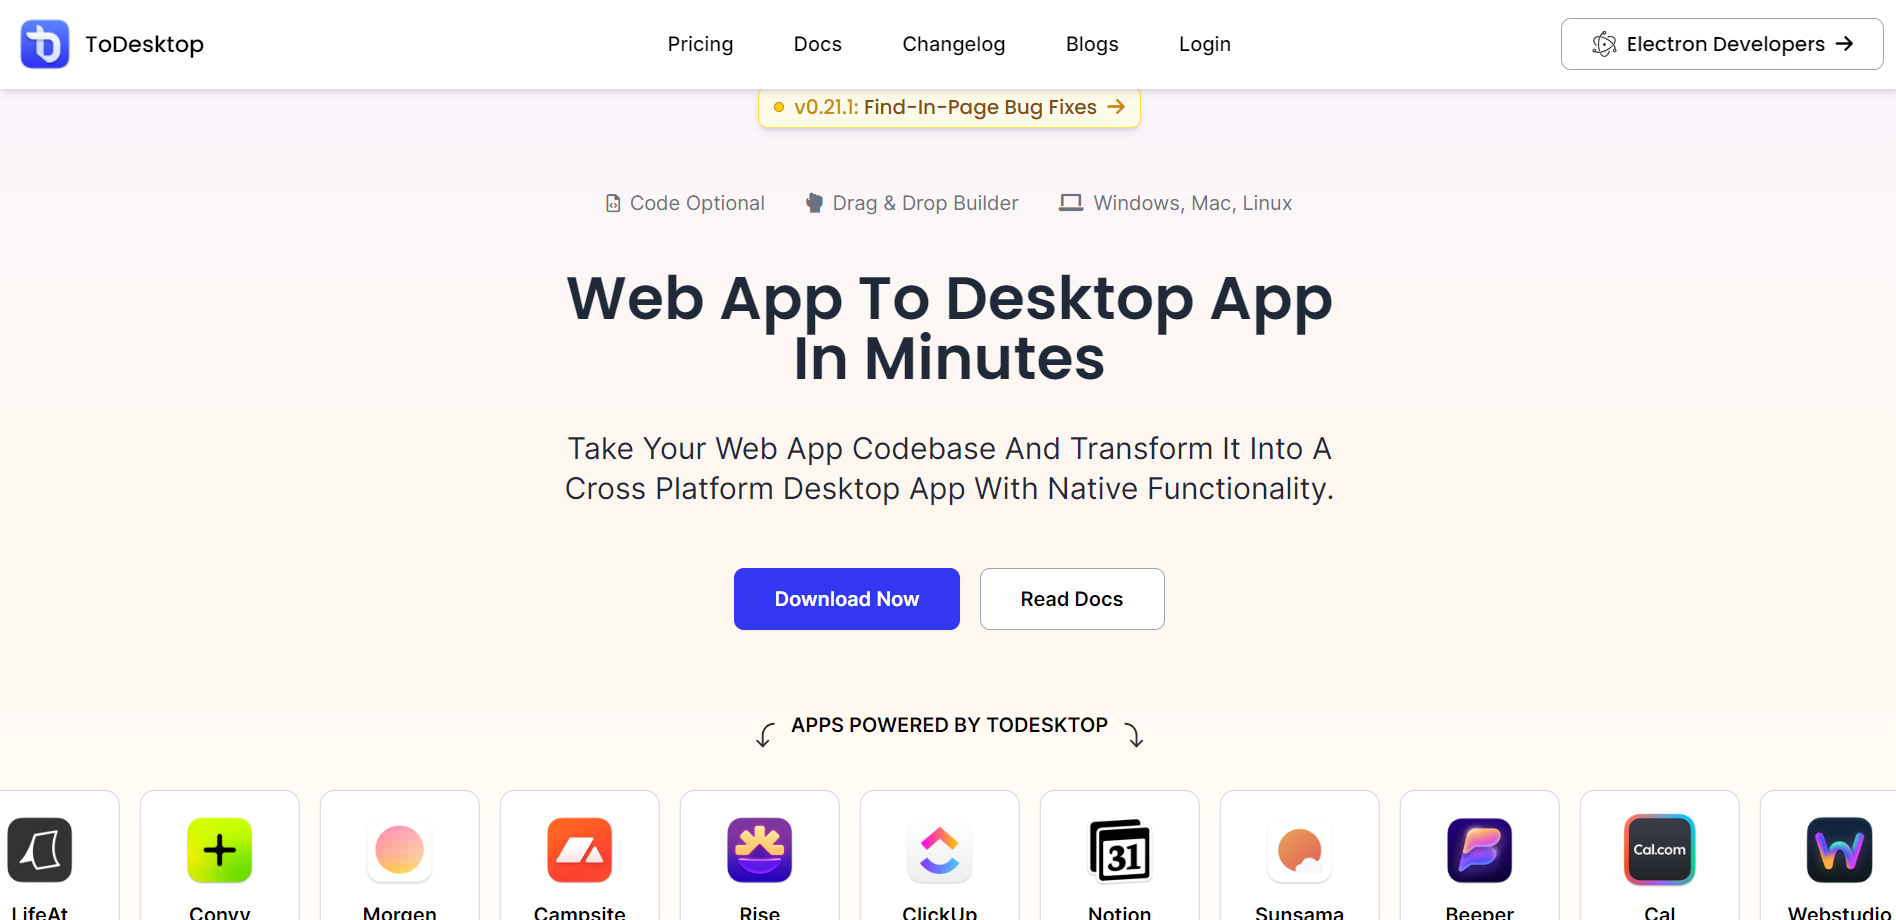 ToDesktop
Pricing
Docs
Changelog
Blogs
Login
Electron Developers
v0.21.1: Find-In-Page Bug Fixes
Code Optional
Drag & Drop Builder
Windows, Mac, Linux
Web App To Desktop App
In Minutes
Take Your Web App Codebase And Transform It Into A
Cross Platform Desktop App With Native Functionality.
Download Now
Read Docs
APPS POWERED BY TODESKTOP
31
Cal.com
LifeAt
Convy
Morgen
Campsite
Rise
ClickUp
Notion
Sunsama
Beeper
Cal
Webstudio